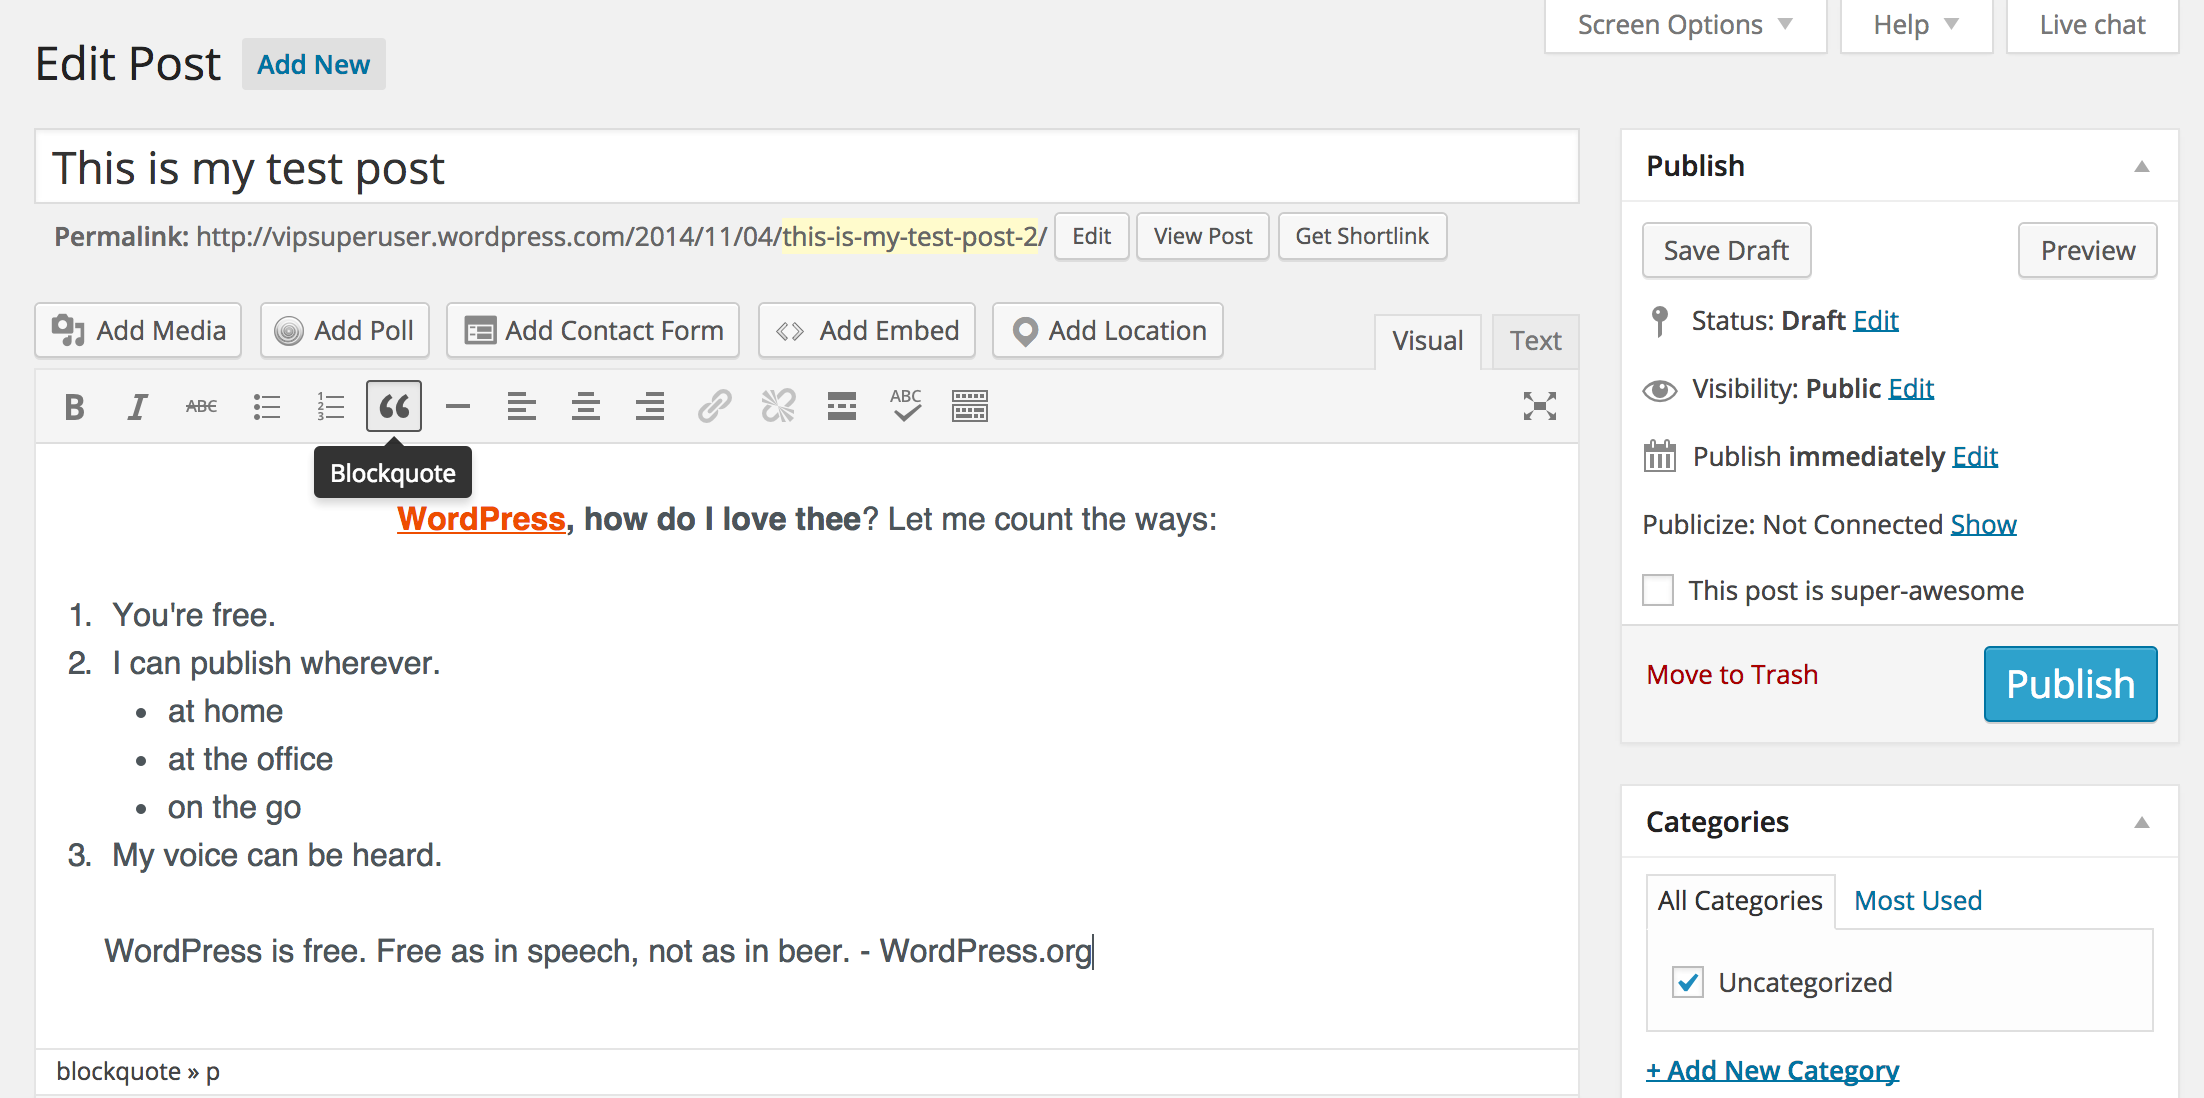 Screen Options Help Live chat
Edit Post Add New
This is my test post
Permalink: http://vipsuperuser.wordpress.com/2014/11/04/this-is-my-test-post-2/ Edit View Post Get Shortlink
Add Media Add Poll Add Contact Form Add Embed Add Location Visual Text
B I ABC 1 2 3 “ ABC
Blockquote
WordPress, how do I love thee? Let me count the ways:
1. You're free.
2. I can publish wherever.
• at home
• at the office
• on the go
3. My voice can be heard.
WordPress is free. Free as in speech, not as in beer. - WordPress.org
blockquote » p
Publish
Save Draft Preview
Status: Draft Edit
Visibility: Public Edit
Publish immediately Edit
Publicize: Not Connected Show
This post is super-awesome
Move to Trash Publish
Categories
All Categories Most Used
Uncategorized
+ Add New Category